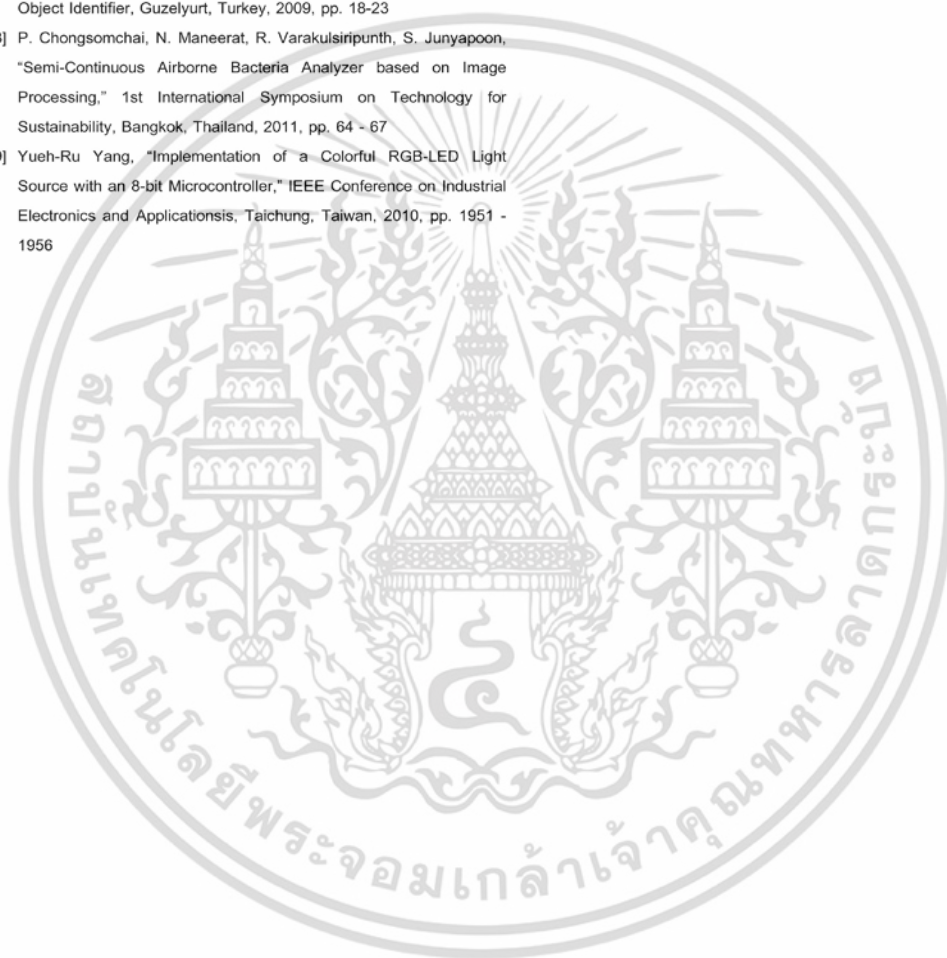 Object Identifier, Guzelyurt, Turkey, 2009, pp. 18-23
] P. Chongsomchai, N. Maneerat, R. Varakulsiripunth, S. Junyapoon,
“Semi-Continuous Airborne Bacteria Analyzer based on Image
Processing,” 1st International Symposium on Technology for
Sustainability, Bangkok, Thailand, 2011, pp. 64 - 67
] Yueh-Ru Yang, “Implementation of a Colorful RGB-LED Light
Source with an 8-bit Microcontroller,” IEEE Conference on Industrial
Electronics and Applicationsis, Taichung, Taiwan, 2010, pp. 1951 -
1956
สถาบันเทคโนโลยีพระจอมเกล้าเจ้าคุณทหารลาดกระบัง